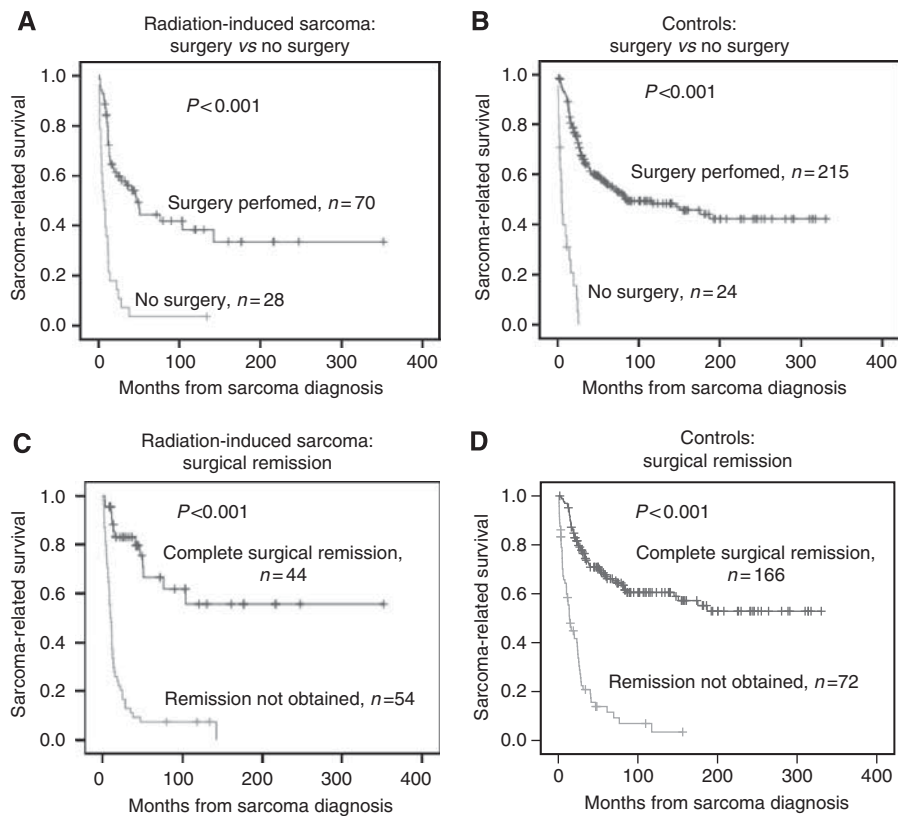 A
Radiation-induced sarcoma:
surgery vs no surgery
Sarcoma-related survival
1.0
0.8
0.6
0.4
0.2
0.0
P<0.001
Surgery perfomed, n=70
No surgery, n=28
0 100 200 300 400
Months from sarcoma diagnosis
B
Controls:
surgery vs no surgery
Sarcoma-related survival
1.0
0.8
0.6
0.4
0.2
0.0
P<0.001
Surgery perfomed, n=215
No surgery, n=24
0 100 200 300 400
Months from sarcoma diagnosis
C
Radiation-induced sarcoma:
surgical remission
Sarcoma-related survival
1.0
0.8
0.6
0.4
0.2
0.0
P<0.001
Complete surgical remission,
n=44
Remission not obtained, n=54
0 100 200 300 400
Months from sarcoma diagnosis
D
Controls:
surgical remission
Sarcoma-related survival
1.0
0.8
0.6
0.4
0.2
0.0
P<0.001
Complete surgical remission,
n=166
Remission not obtained, n=72
0 100 200 300 400
Months from sarcoma diagnosis